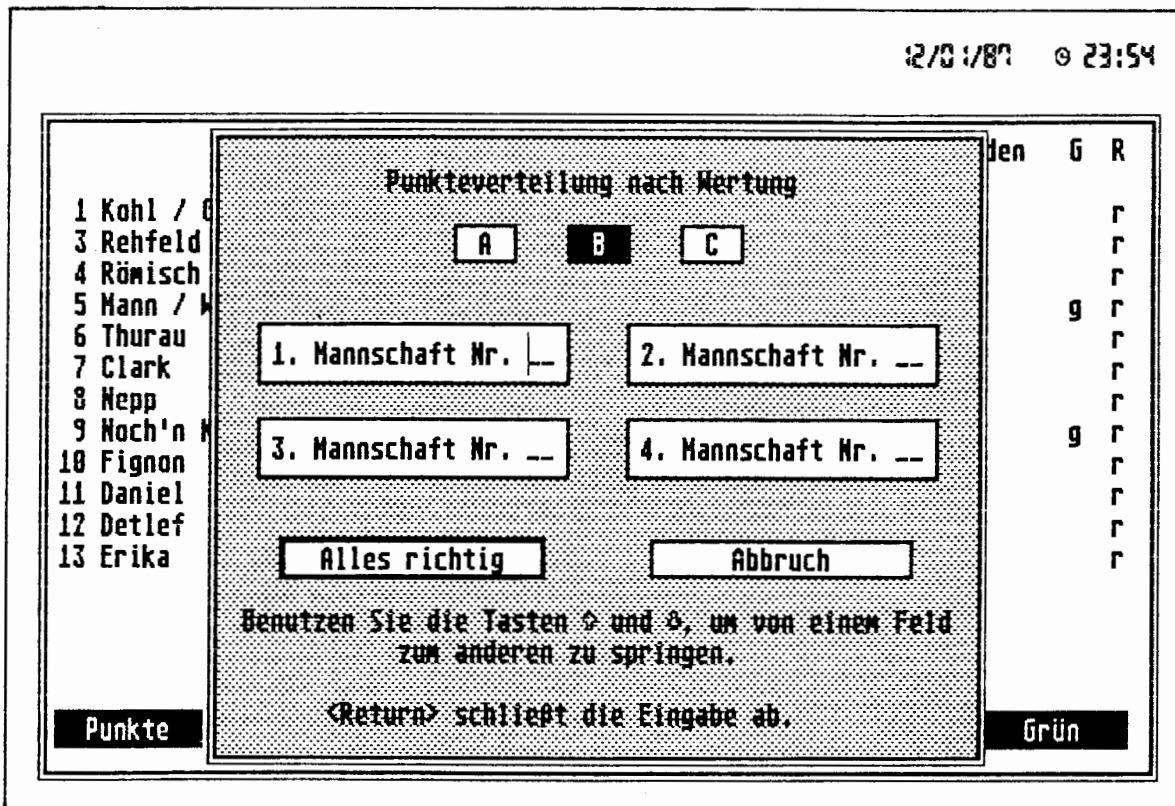 12/01/87 23:54
den G R
Punkteverteilung nach Wertung
1 Kohl / r
A B C
3 Rehfeld r
4 Römisch r
5 Mann / g r
1. Mannschaft Nr. __ 2. Mannschaft Nr. __
6 Thurau r
7 Clark r
8 Nepp r
9 Noch'n g r
3. Mannschaft Nr. __ 4. Mannschaft Nr. __
10 Fignon r
11 Daniel r
12 Detlef r
13 Erika r
Alles richtig Abbruch
Benutzen Sie die Tasten ⇩ und ⇧, um von einem Feld
zum anderen zu springen.
<Return> schließt die Eingabe ab.
Punkte Grün